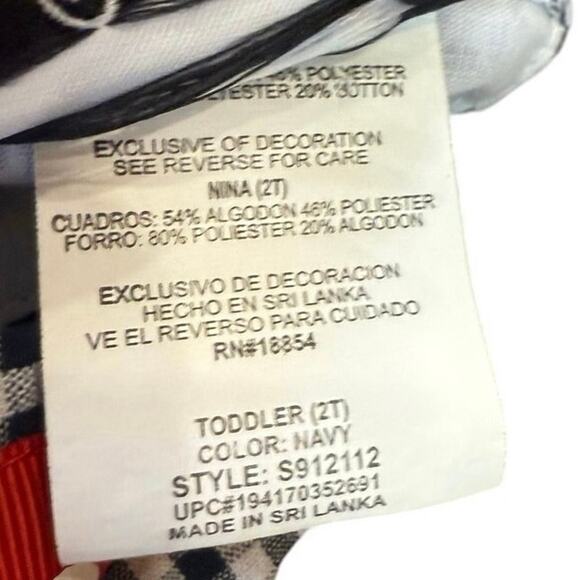 POLYESTER
20%
EXCLUSIVE OF DECORATION
SEE REVERSE FOR CARE
NINA (2T)
CUADROS: 54% ALGODON 46% POLIESTER
FORRO: 80% POLIESTER 20% ALGODON
EXCLUSIVO DE DECORACION
HECHO EN SRI LANKA
VE EL REVERSO PARA CUIDADO
RN#18854
TODDLER (2T)
COLOR: NAVY
STYLE: S912112
UPC#194170352691
MADE IN SRI LANKA